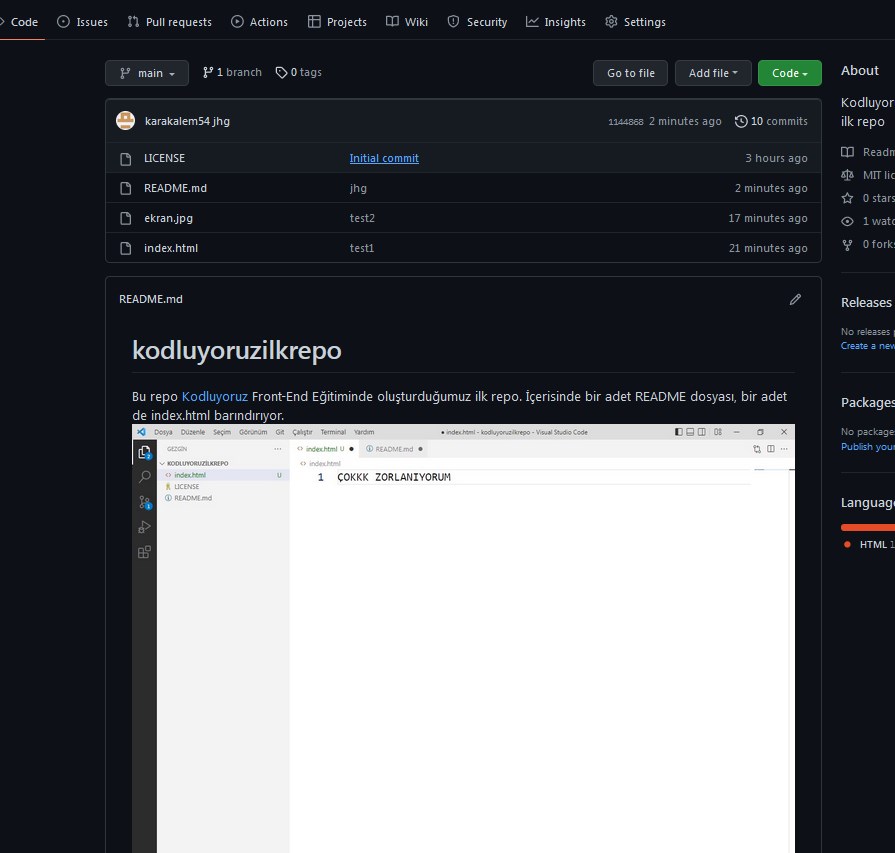 Code Issues Pull requests Actions Projects Wiki Security Insights Settings
main 1 branch 0 tags Go to file Add file Code
karakalem54 jhg 1144868 2 minutes ago 10 commits
LICENSE Initial commit 3 hours ago
README.md jhg 2 minutes ago
ekran.jpg test2 17 minutes ago
index.html test1 21 minutes ago
README.md
kodluyoruzilkrepo
Bu repo Kodluyoruz Front-End Eğitiminde oluşturduğumuz ilk repo. İçerisinde bir adet README dosyası, bir adet
de index.html barındırıyor.
Dosya Düzenle Seçim Görünüm Git Çalıştır Terminal Yardım ● index.html - kodluyoruzilkrepo - Visual Studio Code
GEZGİN ··· index.html U ● README.md ●
KODLUYORUZİLKREPO index.html
index.html U 1 ÇOKKK ZORLANIYORUM
LICENSE
README.md
2
1
About
Kodluyor
ilk repo
Readm
MIT lic
0 stars
1 watc
0 forks
Releases
No releases p
Create a new
Packages
No package
Publish your
Languag
HTML 1